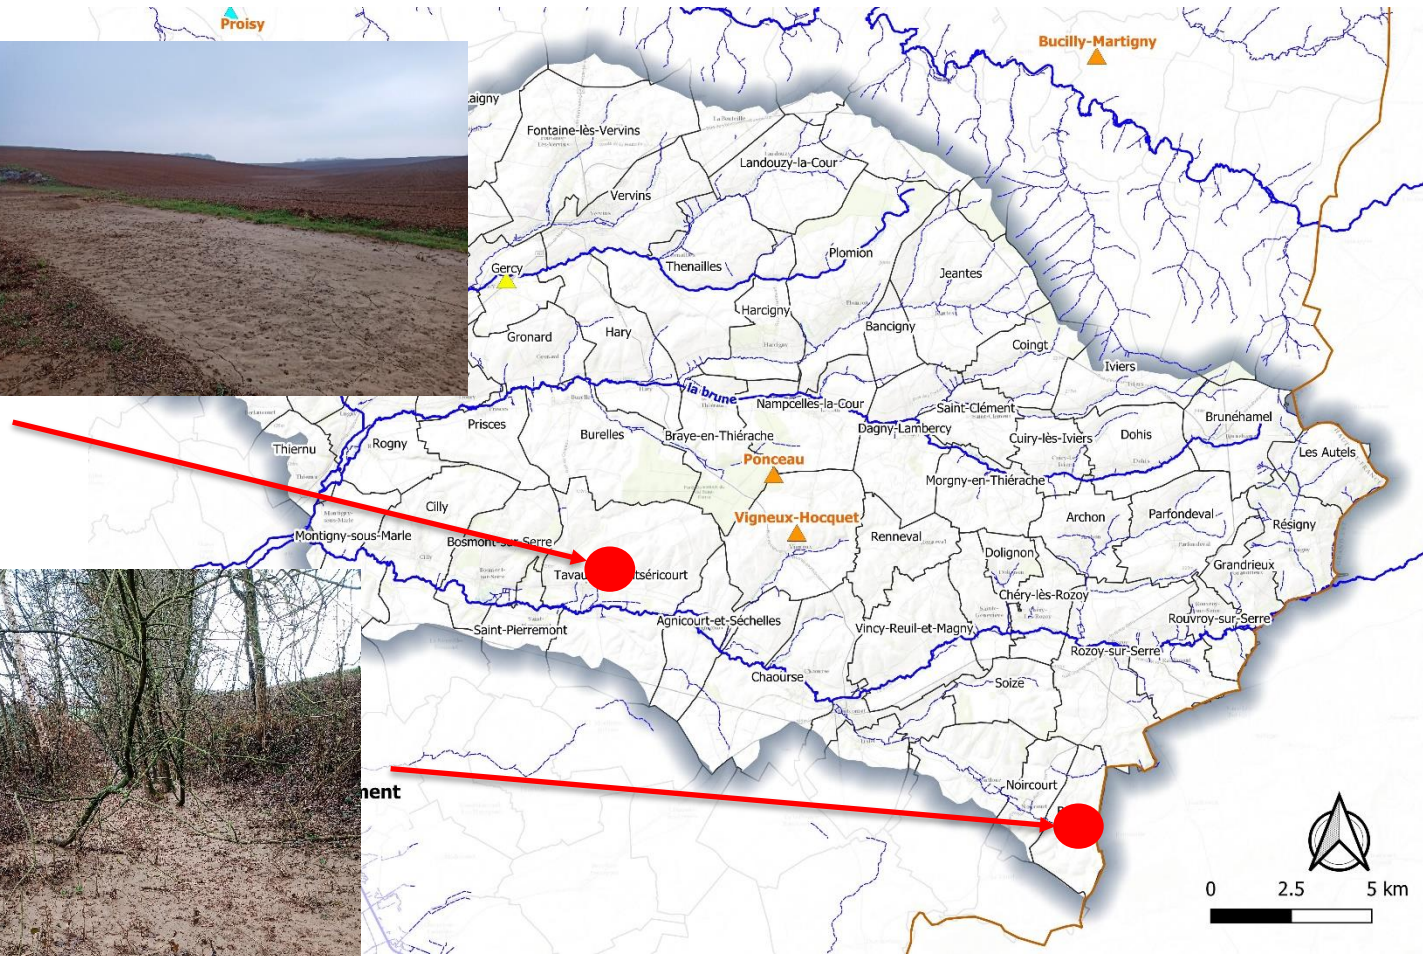 Proisy
Bucilly-Martigny
aigny
Fontaine-lès-Vervins
Landouzy-la-Cour
Vervins
Plomion
Gercy
Thenailles
Jeantes
Harcigny
Hary
Gronard
Bancigny
Coingt
Iviers
la brune
Nampcelles-la-Cour
Saint-Clément
Brunéhamel
Prisces
Burelles
Braye-en-Thiérache
Dagny-Lambercy
Cuiry-lès-Iviers
Dohis
Rogny
Thiernu
Les Autels
Ponceau
Morgny-en-Thiérache
Cilly
Vigneux-Hocquet
Archon
Parfondeval
Résigny
Montigny-sous-Marle
Bosmont-sur-Serre
Renneval
Dolignon
Grandrieux
Tavau
tséricourt
Chéry-lès-Rozoy
Saint-Pierremont
Agnicourt-et-Séchelles
Vincy-Reuil-et-Magny
Rouvroy-sur-Serre
Rozoy-sur-Serre
Chaourse
Soize
Noircourt
ment
0 2.5 5 km